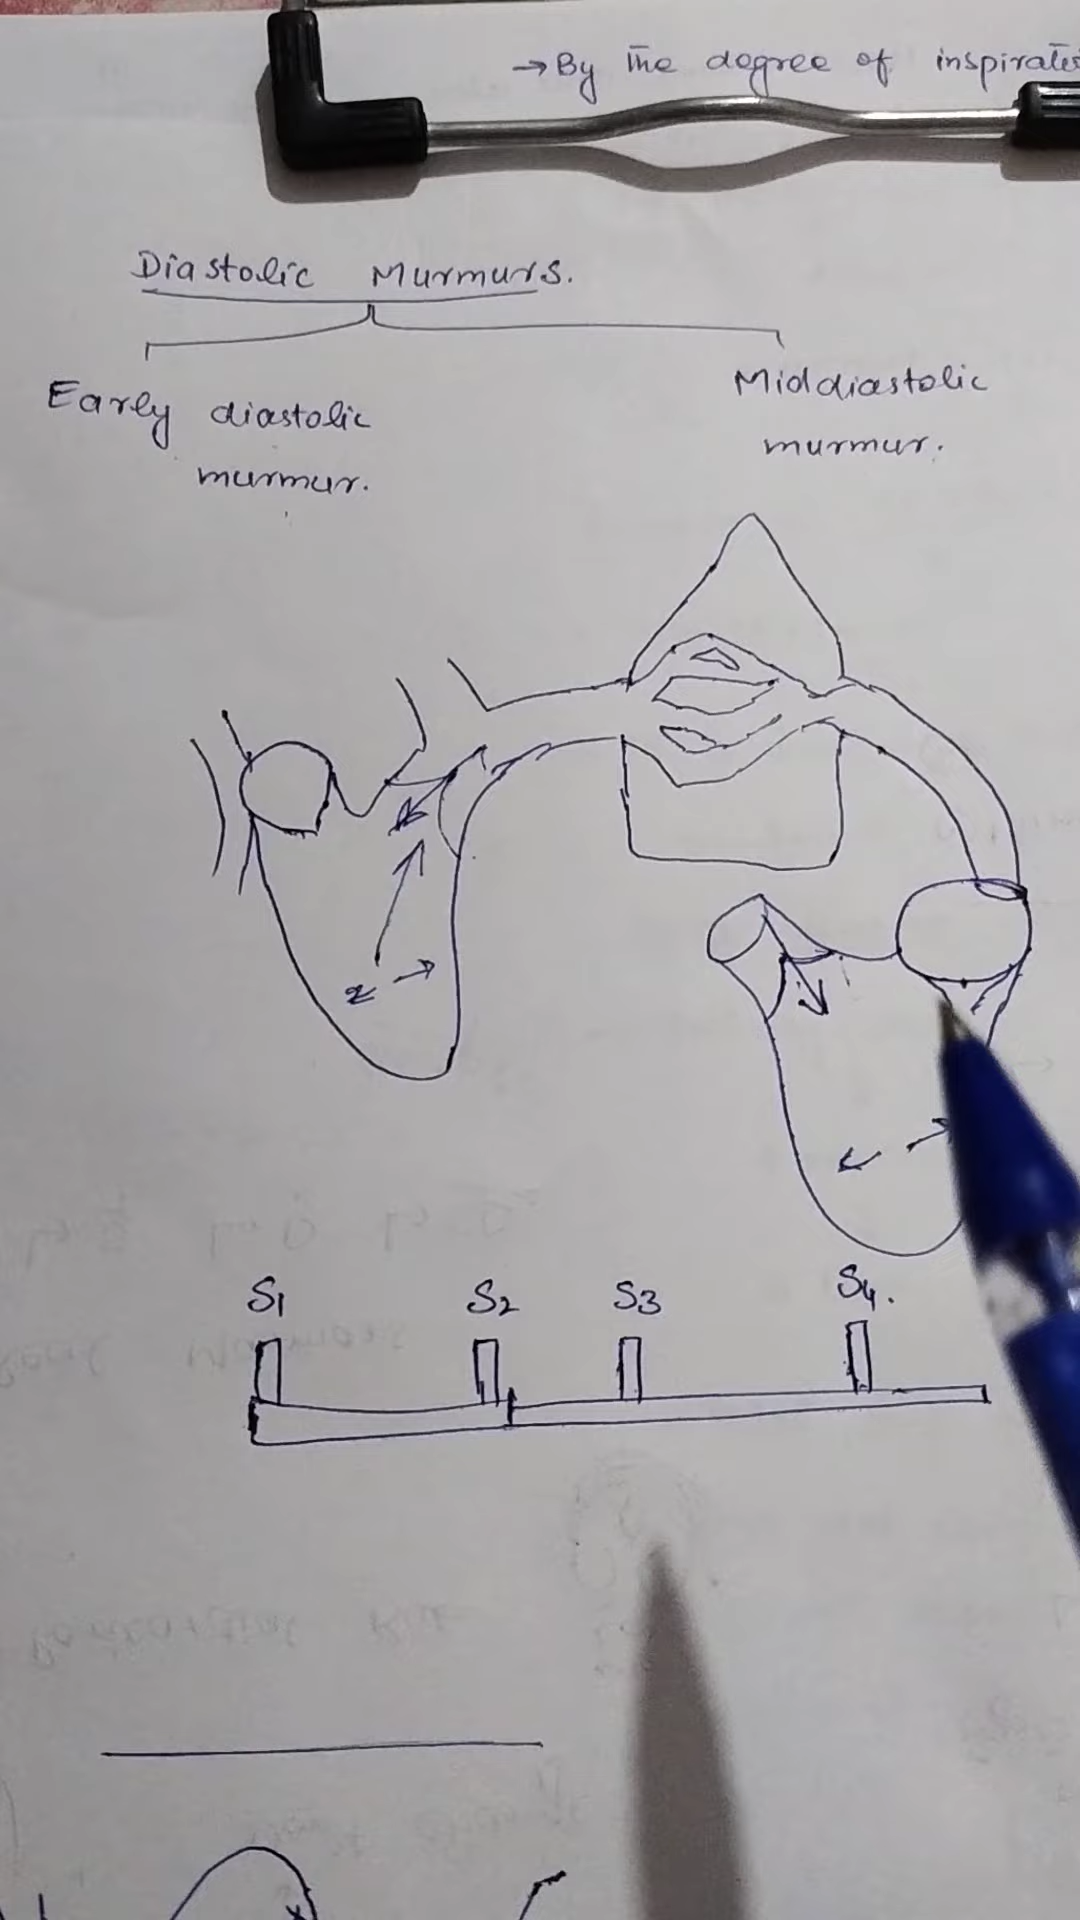 → By the degree of
Diastolic Murmurs.
Early diastolic
murmur.
Middiastolic
murmur.
S1 S2 S3 S4.